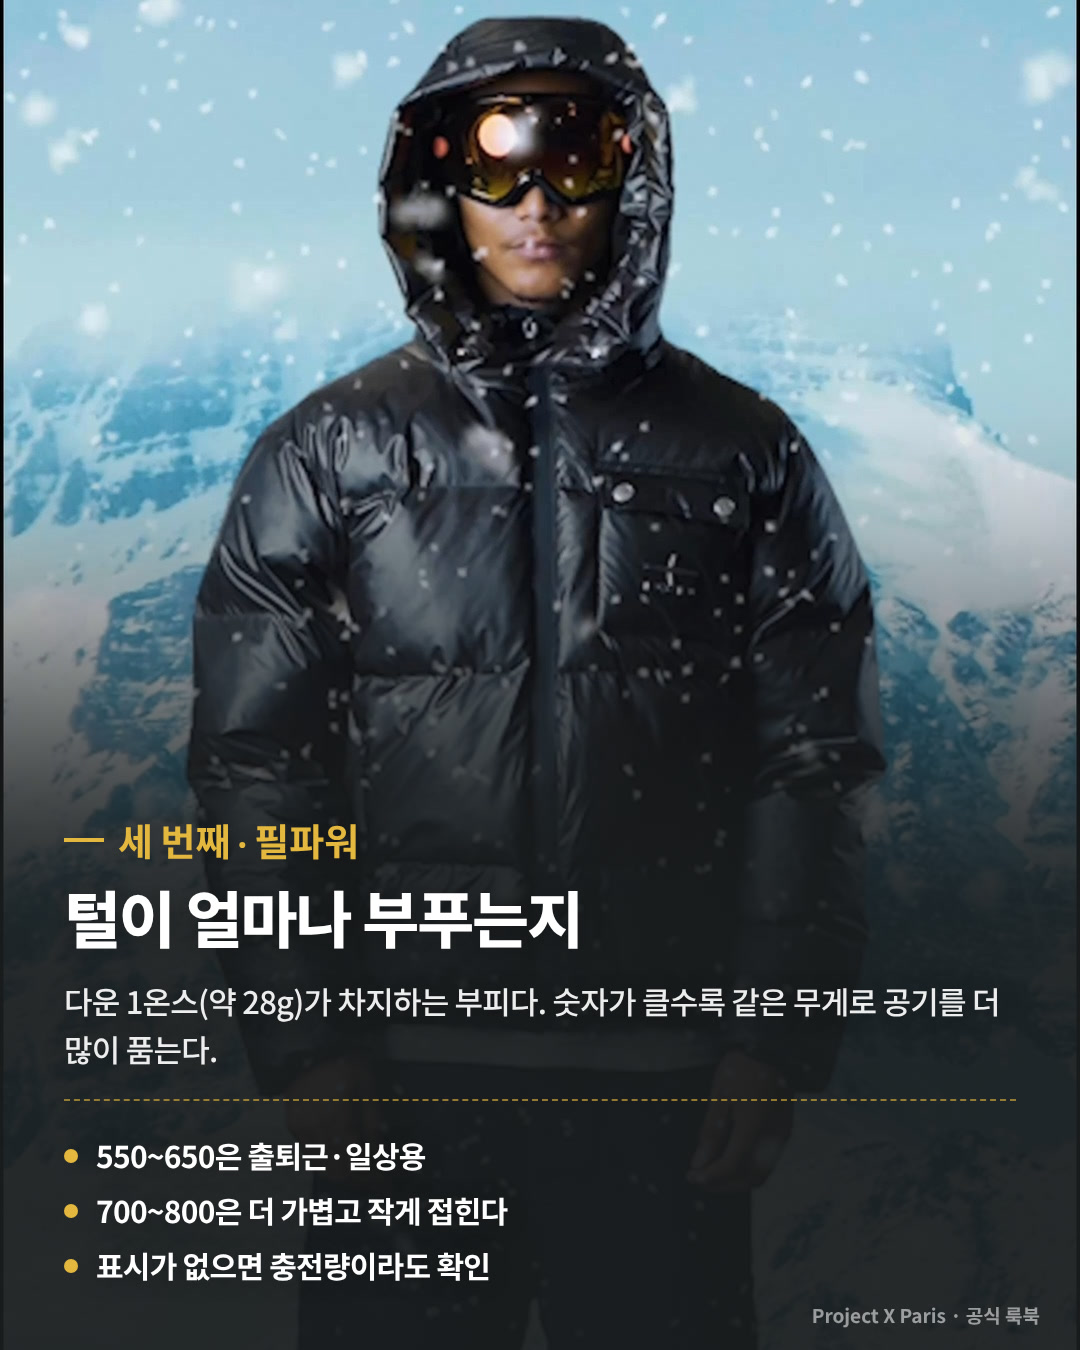 세 번째 · 필파워
털이 얼마나 부푸는지
다운 1온스(약 28g)가 차지하는 부피다. 숫자가 클수록 같은 무게로 공기를 더
많이 품는다.
550~650은 출퇴근·일상용
700~800은 더 가볍고 작게 접힌다
표시가 없으면 충전량이라도 확인
Project X Paris · 공식 룩북